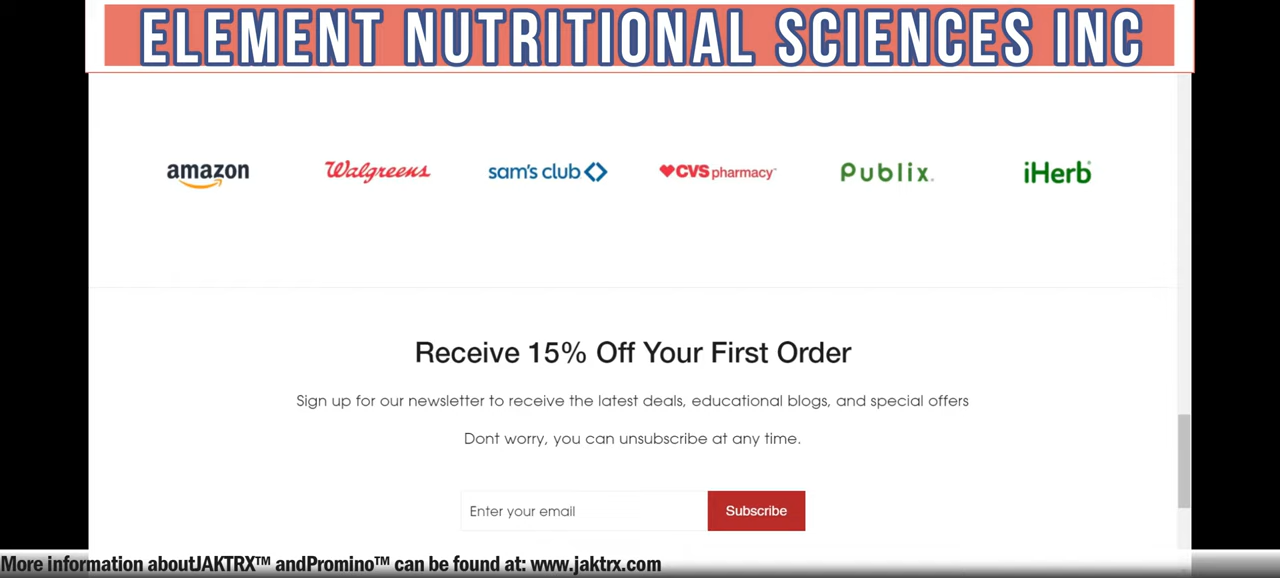 ELEMENT NUTRITIONAL SCIENCES INC
amazon Walgreens sam's club CVS pharmacy Publix. iHerb
Receive 15% Off Your First Order
Sign up for our newsletter to receive the latest deals, educational blogs, and special offers
Dont worry, you can unsubscribe at any time.
Enter your email Subscribe
More information aboutJAKTRX™ andPromino™ can be found at: www.jaktrx.com